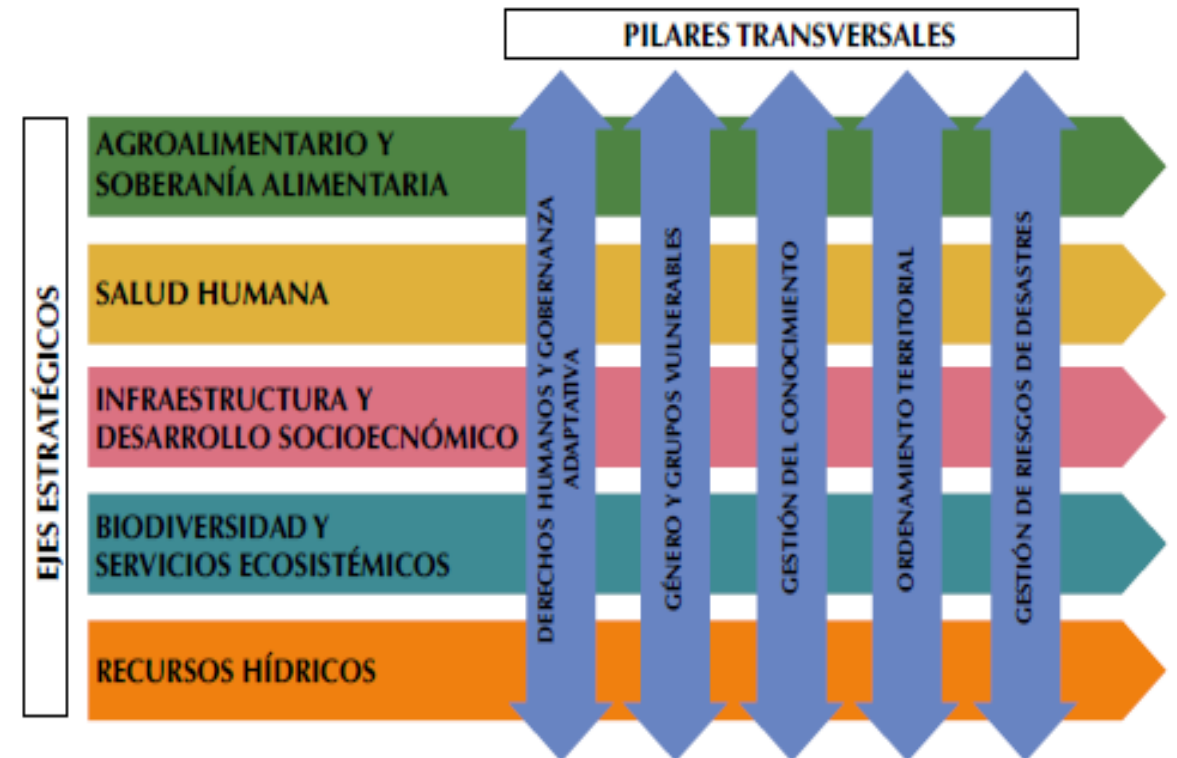 PILARES TRANSVERSALES
EJES ESTRATÉGICOS
AGROALIMENTARIO Y
SOBERANÍA ALIMENTARIA
SALUD HUMANA
INFRAESTRUCTURA Y
DESARROLLO SOCIOECNÓMICO
BIODIVERSIDAD Y
SERVICIOS ECOSISTÉMICOS
RECURSOS HÍDRICOS
DERECHOS HUMANOS Y GOBERNANZA
ADAPTATIVA
GÉNERO Y GRUPOS VULNERABLES
GESTIÓN DEL CONOCIMIENTO
ORDENAMIENTO TERRITORIAL
GESTIÓN DE RIESGOS DE DESASTRES